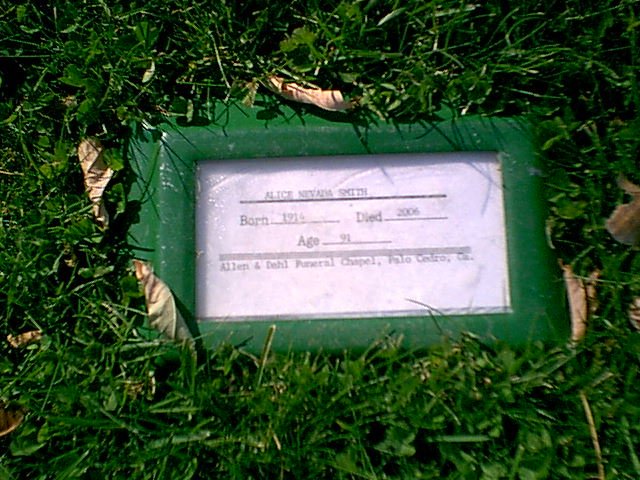 ALICE NEVADA SMITH
Born 1914 Died 2006
Age 91
Allen & Dahl Funeral Chapel, Palo Cedro, Ca.